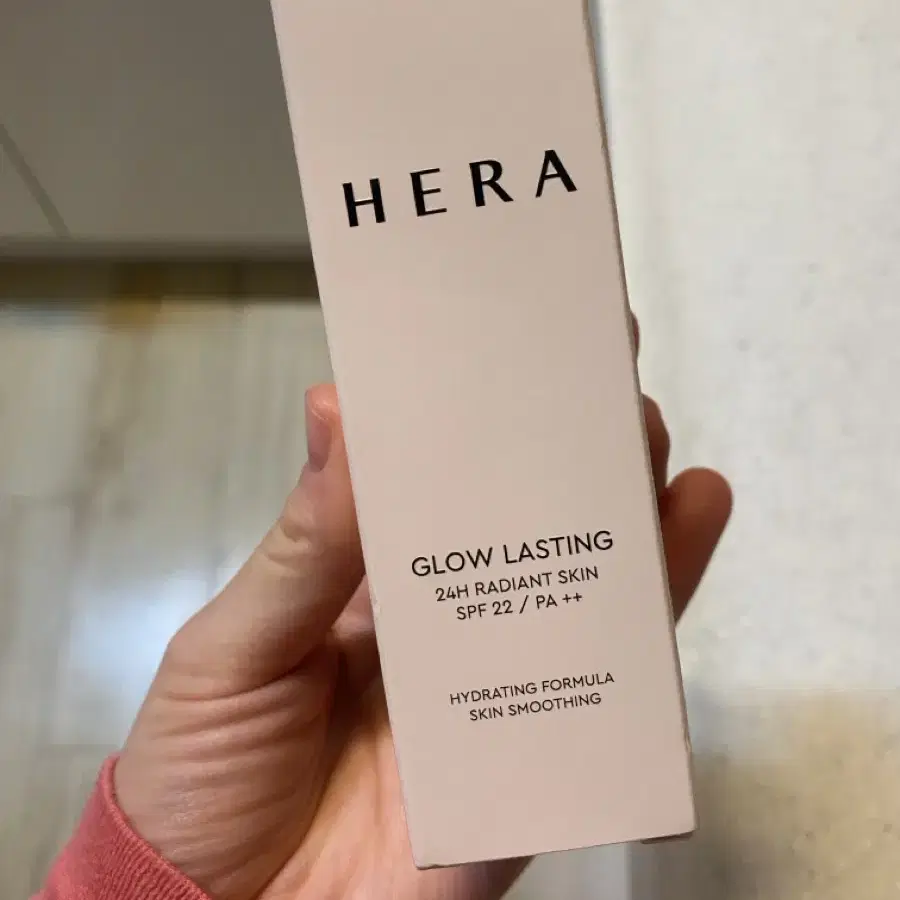 HERA
GLOW LASTING
24H RADIANT SKIN
SPF 22 / PA ++
HYDRATING FORMULA
SKIN SMOOTHING